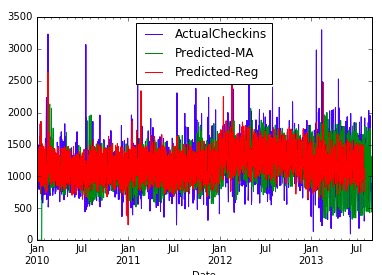 3500
3000
2500
2000
1500
1000
500
0
ActualCheckins
Predicted-MA
Predicted-Reg
Jan Jul Jan Jul Jan Jul Jan Jul
2010 2011 2012 2013
Date